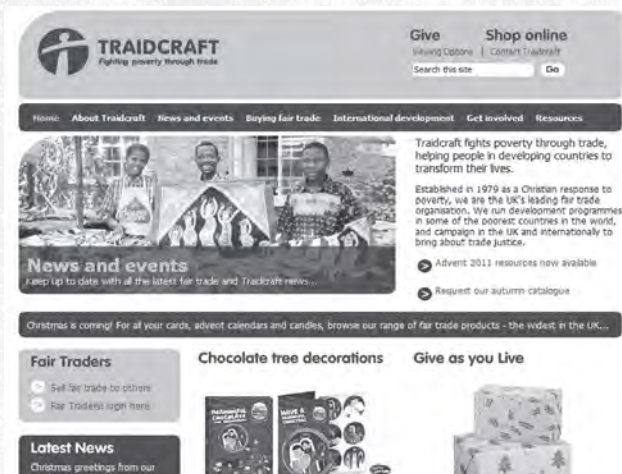 TRAIDCRAFT
Fighting poverty through trade
Give
Shop online
Viewing Options | Contact Traidcraft
Search this site
Go
Home About Traidcraft News and events Buying fair trade International development Get involved Resources
Traidcraft fights poverty through trade,
helping people in developing countries to
transform their lives.
Established in 1979 as a Christian response to
poverty, we are the UK's leading fair trade
organisation. We run development programmes
in some of the poorest countries in the world,
and campaign in the UK and internationally to
bring about trade justice.
Advent 2011 resources now available
Request our autumn catalogue
News and events
Keep up to date with all the latest fair trade and Traidcraft news...
Christmas is coming! For all your cards, advent calendars and candles, browse our range of fair trade products - the widest in the UK...
Fair Traders
Sell fair trade to others
Fair Traders login here
Latest News
Christmas greetings from our
Chocolate tree decorations
MEANINGFUL
CHOCOLATE
HAVE A
Give as you Live